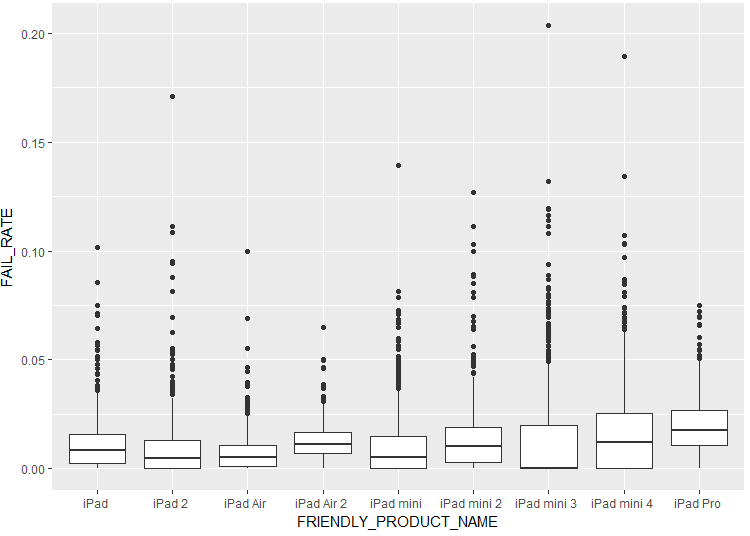 0.20
0.15
0.10
0.05
0.00
FAIL_RATE
iPad iPad 2 iPad Air iPad Air 2 iPad mini iPad mini 2 iPad mini 3 iPad mini 4 iPad Pro
FRIENDLY_PRODUCT_NAME